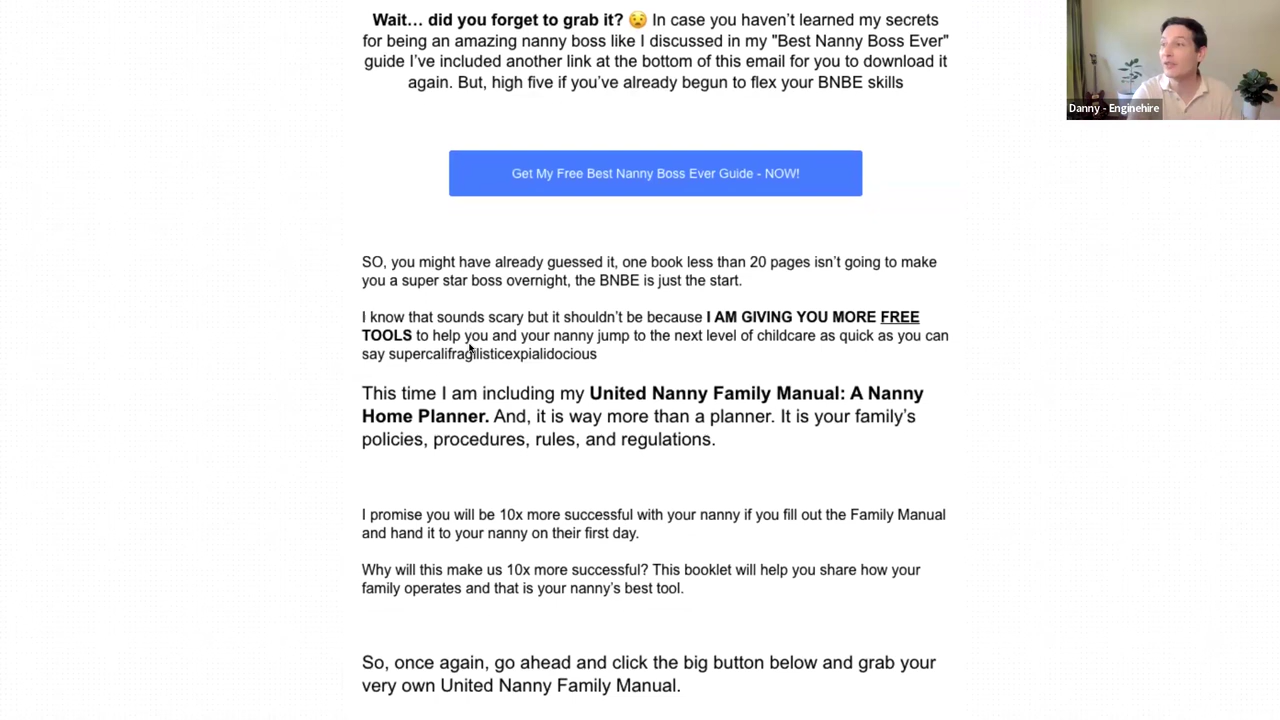 Wait… did you forget to grab it? 😟 In case you haven’t learned my secrets
for being an amazing nanny boss like I discussed in my "Best Nanny Boss Ever"
guide I’ve included another link at the bottom of this email for you to download it
again. But, high five if you’ve already begun to flex your BNBE skills
Danny - Enginehire
Get My Free Best Nanny Boss Ever Guide - NOW!
SO, you might have already guessed it, one book less than 20 pages isn’t going to make
you a super star boss overnight, the BNBE is just the start.
I know that sounds scary but it shouldn’t be because I AM GIVING YOU MORE FREE
TOOLS to help you and your nanny jump to the next level of childcare as quick as you can
say supercalifragilisticexpialidocious
This time I am including my United Nanny Family Manual: A Nanny
Home Planner. And, it is way more than a planner. It is your family’s
policies, procedures, rules, and regulations.
I promise you will be 10x more successful with your nanny if you fill out the Family Manual
and hand it to your nanny on their first day.
Why will this make us 10x more successful? This booklet will help you share how your
family operates and that is your nanny’s best tool.
So, once again, go ahead and click the big button below and grab your
very own United Nanny Family Manual.